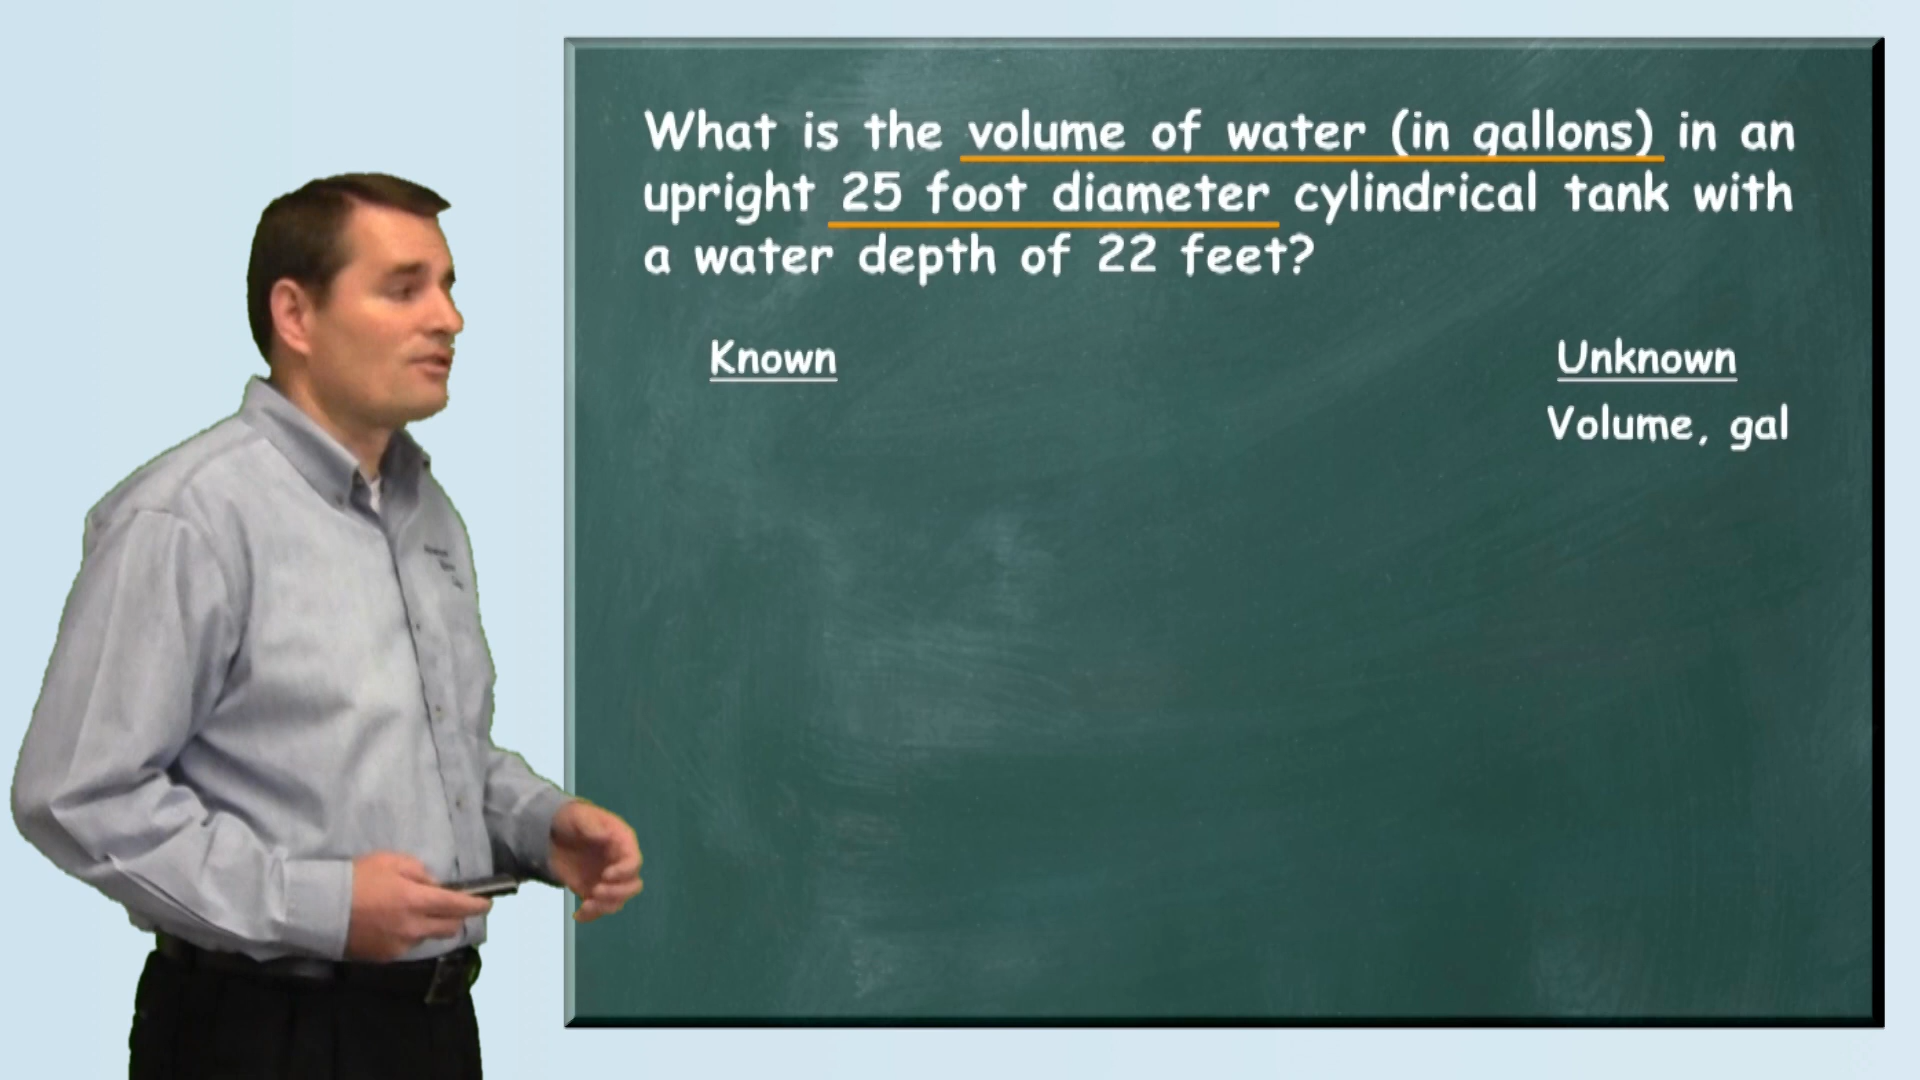 What is the volume of water (in gallons) in an
upright 25 foot diameter cylindrical tank with
a water depth of 22 feet?
Known
Unknown
Volume, gal